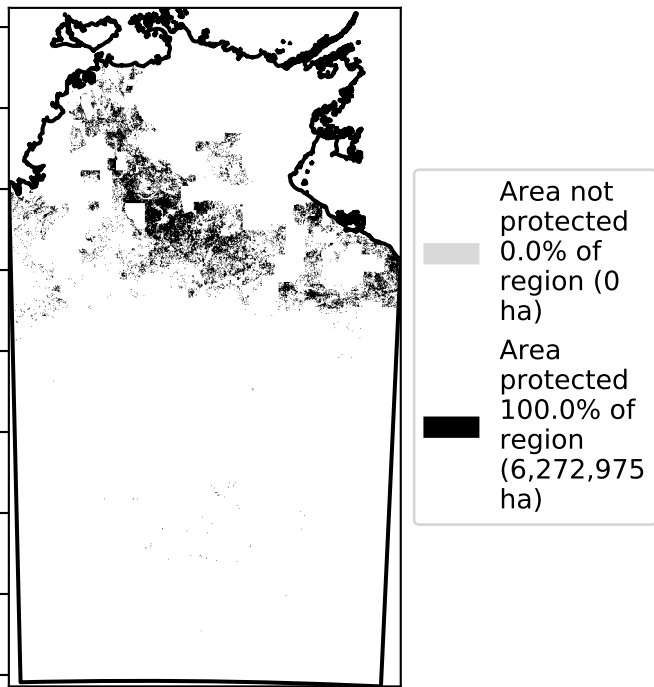 Area not
protected
0.0% of
region (0
ha)
Area
protected
100.0% of
region
(6,272,975
ha)